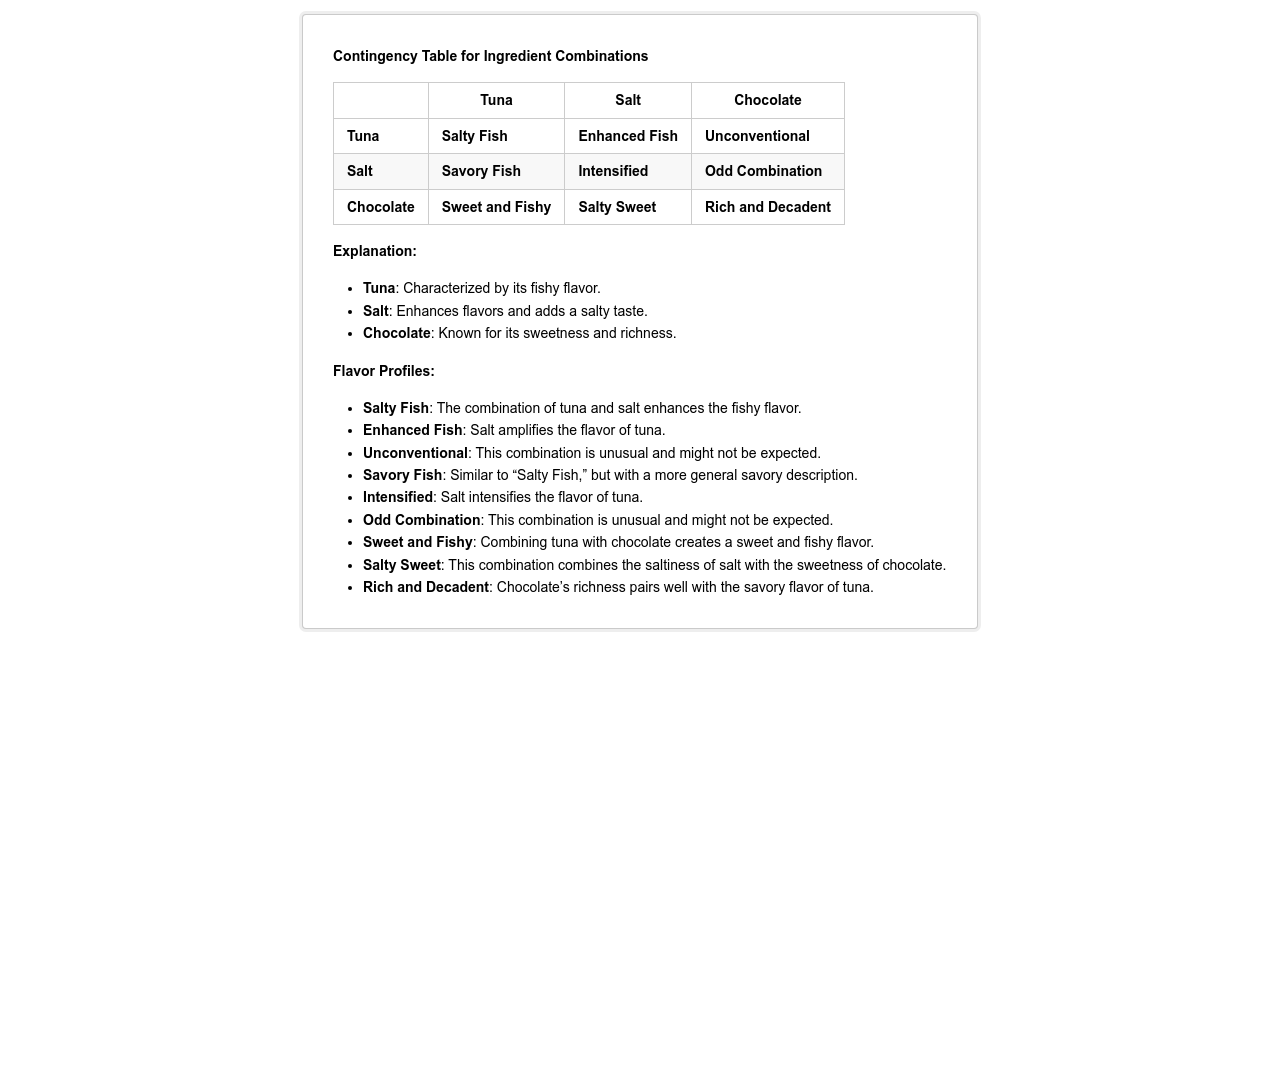 Contingency Table for Ingredient Combinations
Tuna Salt Chocolate
Tuna Salty Fish Enhanced Fish Unconventional
Salt Savory Fish Intensified Odd Combination
Chocolate Sweet and Fishy Salty Sweet Rich and Decadent
Explanation:
• Tuna: Characterized by its fishy flavor.
• Salt: Enhances flavors and adds a salty taste.
• Chocolate: Known for its sweetness and richness.
Flavor Profiles:
• Salty Fish: The combination of tuna and salt enhances the fishy flavor.
• Enhanced Fish: Salt amplifies the flavor of tuna.
• Unconventional: This combination is unusual and might not be expected.
• Savory Fish: Similar to “Salty Fish,” but with a more general savory description.
• Intensified: Salt intensifies the flavor of tuna.
• Odd Combination: This combination is unusual and might not be expected.
• Sweet and Fishy: Combining tuna with chocolate creates a sweet and fishy flavor.
• Salty Sweet: This combination combines the saltiness of salt with the sweetness of chocolate.
• Rich and Decadent: Chocolate’s richness pairs well with the savory flavor of tuna.